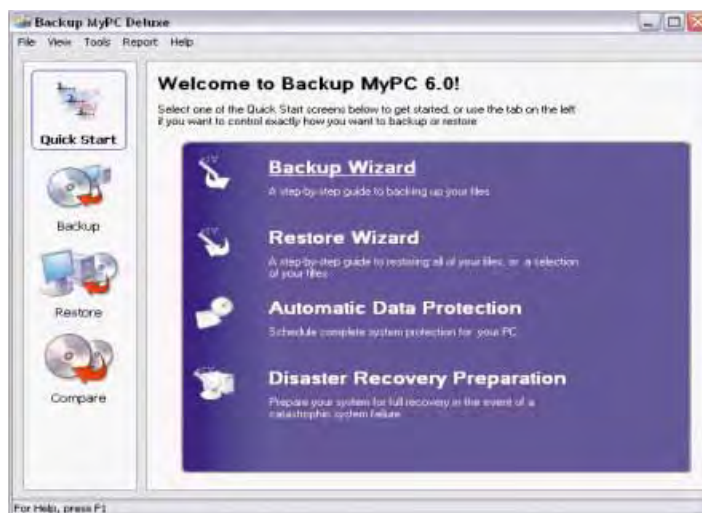 Backup MyPC Deluxe
File View Tools Report Help
Quick Start
Backup
Restore
Compare
Welcome to Backup MyPC 6.0!
Select one of the Quick Start screens below to get started, or use the tab on the left
if you want to control exactly how you want to backup or restore
Backup Wizard
A step-by-step guide to backing up your files
Restore Wizard
A step-by-step guide to restoring all of your files, or a selection
of your files
Automatic Data Protection
Schedule complete system protection for your PC
Disaster Recovery Preparation
Prepare your system for full recovery in the event of a
catastrophic system failure
For Help, press F1